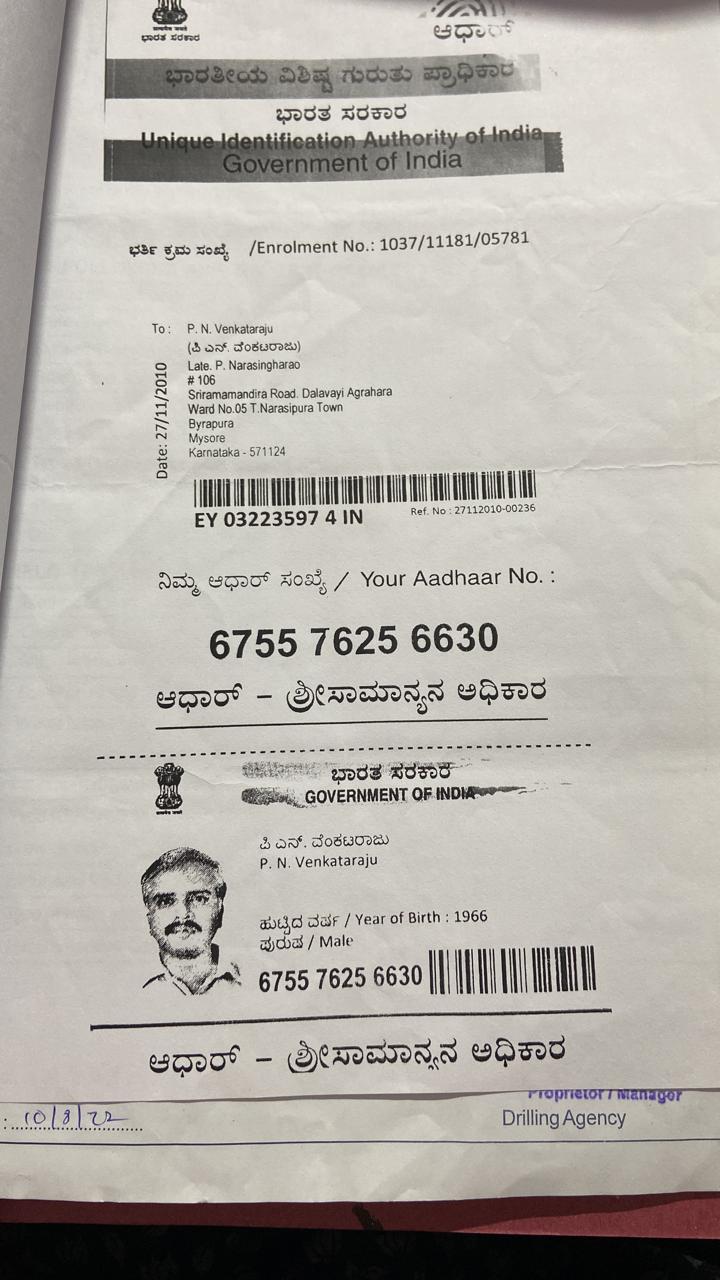 ಭಾರತ ಸರಕಾರ
ಆಧಾರ್
ಭಾರತೀಯ ವಿಶಿಷ್ಟ ಗುರುತು ಪ್ರಾಧಿಕಾರ
ಭಾರತ ಸರಕಾರ
Unique Identification Authority of India
Government of India
ಭರ್ತಿ ಕ್ರಮ ಸಂಖ್ಯೆ /Enrolment No.: 1037/11181/05781
To : P. N. Venkataraju
(ಪಿ ಎನ್. ವೆಂಕಟರಾಜು)
Late. P. Narasingharao
# 106
Sriramamandira Road. Dalavayi Agrahara
Ward No.05 T.Narasipura Town
Byrapura
Mysore
Karnataka - 571124
Date: 27/11/2010
EY 03223597 4 IN
Ref. No : 27112010-00236
ನಿಮ್ಮ ಆಧಾರ್ ಸಂಖ್ಯೆ / Your Aadhaar No. :
6755 7625 6630
ಆಧಾರ್ – ಶ್ರೀಸಾಮಾನ್ಯನ ಅಧಿಕಾರ
ಭಾರತ ಸರಕಾರ
GOVERNMENT OF INDIA
ಪಿ ಎನ್. ವೆಂಕಟರಾಜು
P. N. Venkataraju
ಹುಟ್ಟಿದ ವರ್ಷ / Year of Birth : 1966
ಪುರುಷ / Male
6755 7625 6630
ಆಧಾರ್ – ಶ್ರೀಸಾಮಾನ್ಯನ ಅಧಿಕಾರ
Proprietor / Manager
: 10/8/22
Drilling Agency